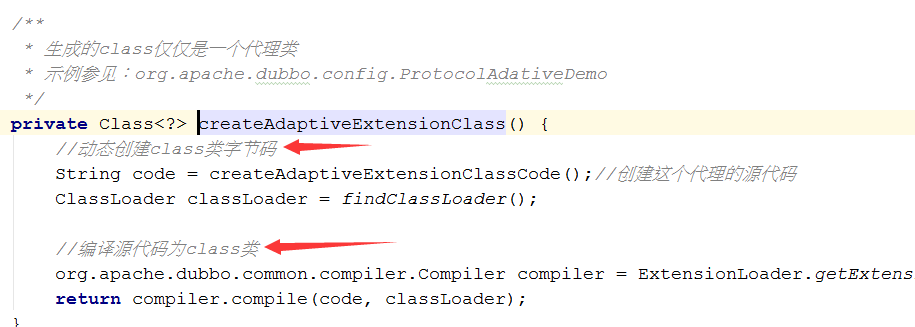 /**
* 生成的class仅仅是一个代理类
* 示例参见：org.apache.dubbo.config.ProtocolAdativeDemo
*/
private Class<?> createAdaptiveExtensionClass() {
//动态创建class类字节码
String code = createAdaptiveExtensionClassCode();//创建这个代理的源代码
ClassLoader classLoader = findClassLoader();
//编译源代码为class类
org.apache.dubbo.common.compiler.Compiler compiler = ExtensionLoader.getExtens
return compiler.compile(code, classLoader);
}